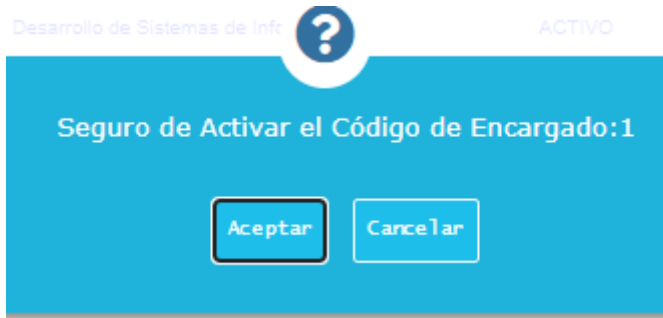 Desarrollo de Sistemas de Infr
ACTIVO
?
Seguro de Activar el Código de Encargado:1
Aceptar
Cancelar